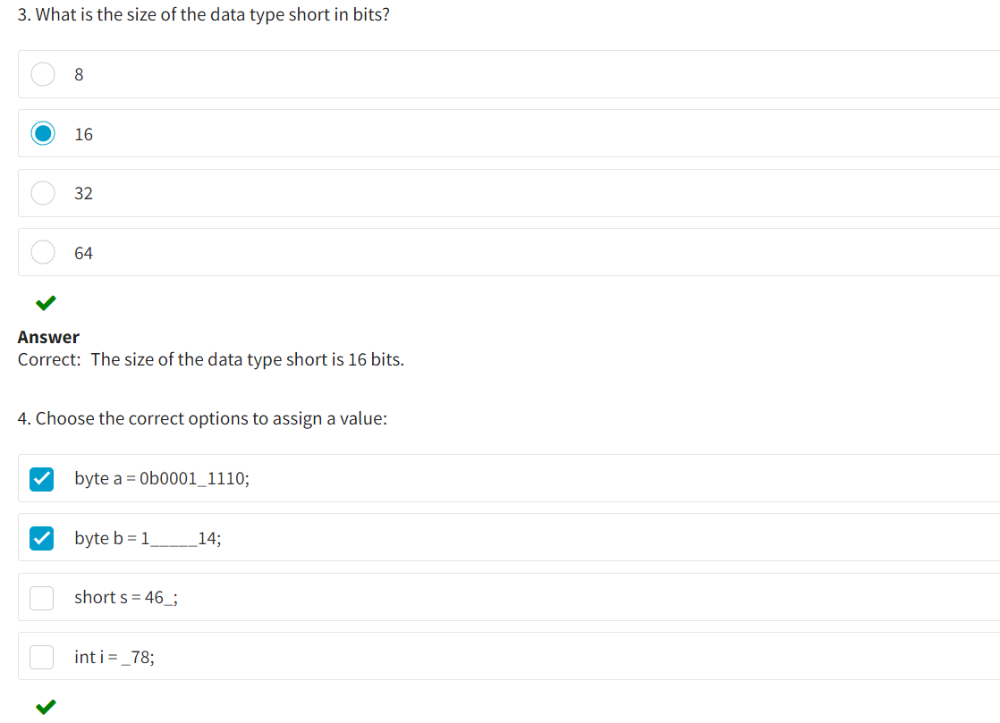 3. What is the size of the data type short in bits?
8
16
32
64
Answer
Correct: The size of the data type short is 16 bits.
4. Choose the correct options to assign a value:
byte a = 0b0001_1110;
byte b = 1_____14;
short s = 46_;
int i = _78;